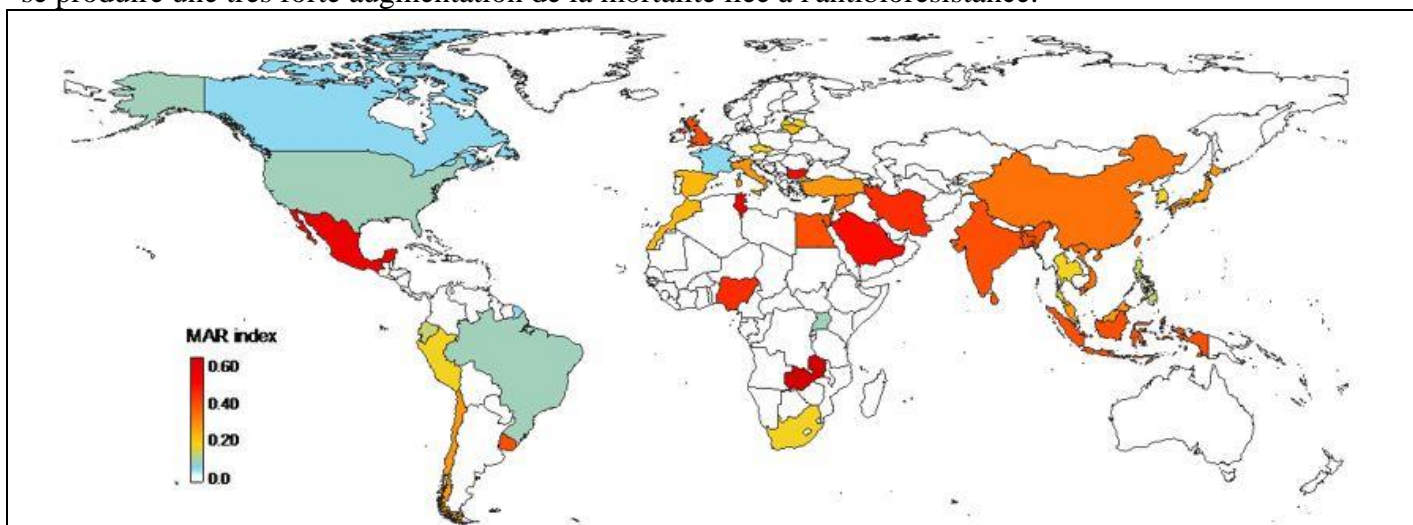 se produire une très forte augmentation de la mortalité liée à l'antibiorésistance.
MAR index
0.60
0.40
0.20
0.0